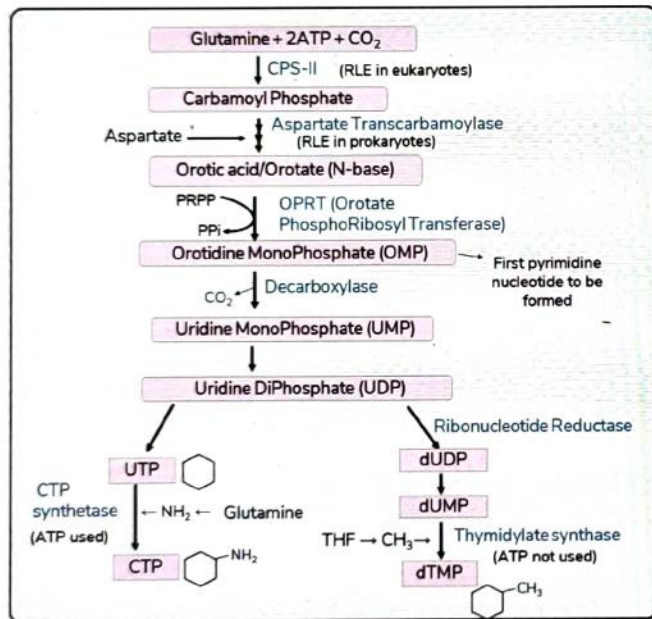 Glutamine + 2ATP + CO₂
CPS-II (RLE in eukaryotes)
Carbamoyl Phosphate
Aspartate
Aspartate Transcarbamoylase
(RLE in prokaryotes)
Orotic acid/Orotate (N-base)
PRPP
OPRT (Orotate
PhosphoRibosyl Transferase)
PPi
Orotidine MonoPhosphate (OMP)
First pyrimidine
nucleotide to be
formed
CO₂
Decarboxylase
Uridine MonoPhosphate (UMP)
Uridine DiPhosphate (UDP)
Ribonucleotide Reductase
UTP
dUDP
CTP
synthetase
(ATP used)
NH₂ Glutamine
dUMP
THF CH₃
Thymidylate synthase
(ATP not used)
CTP
NH₂
dTMP
CH₃